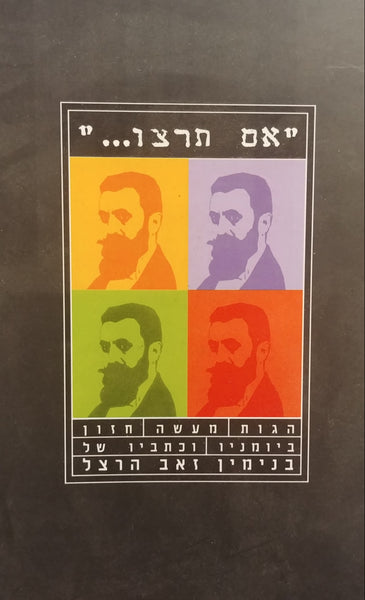 "אם תרצו..."
הגות מעשה חזון
ביומניו וכתביו של
בנימין זאב הרצל